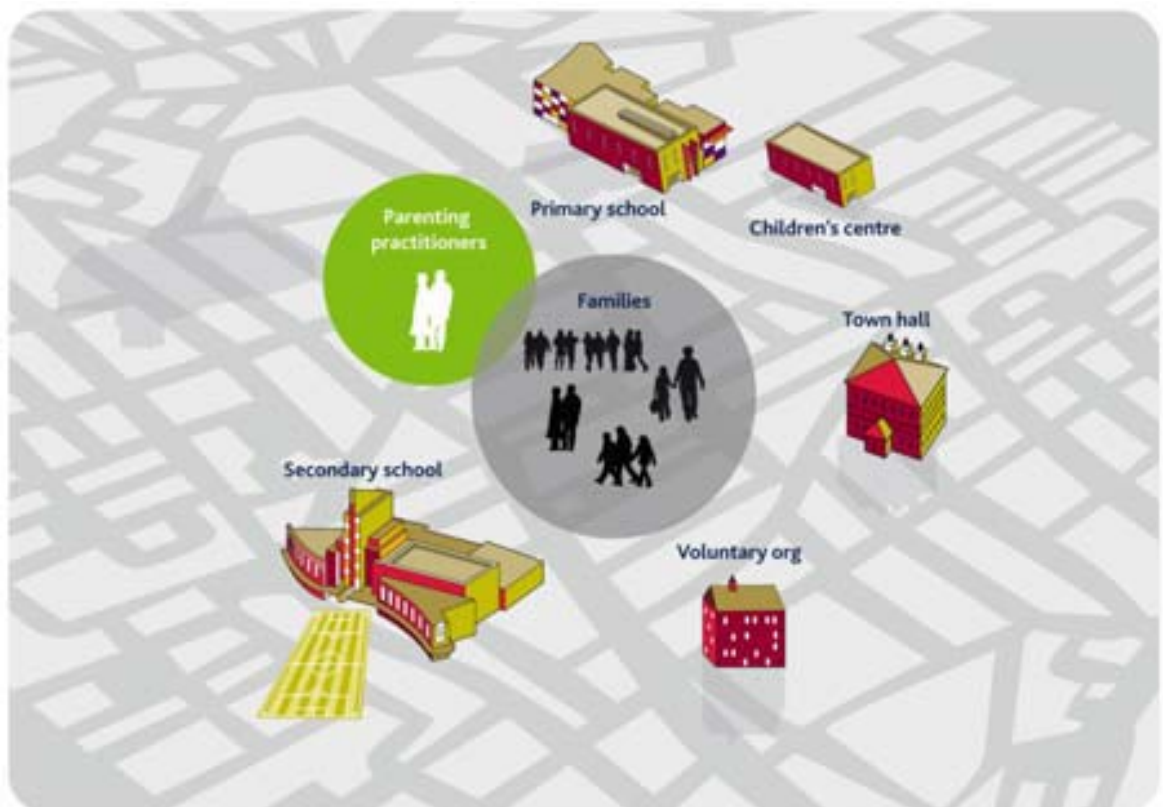 Primary school
Children's centre
Parenting
practitioners
Families
Town hall
Secondary school
Voluntary org